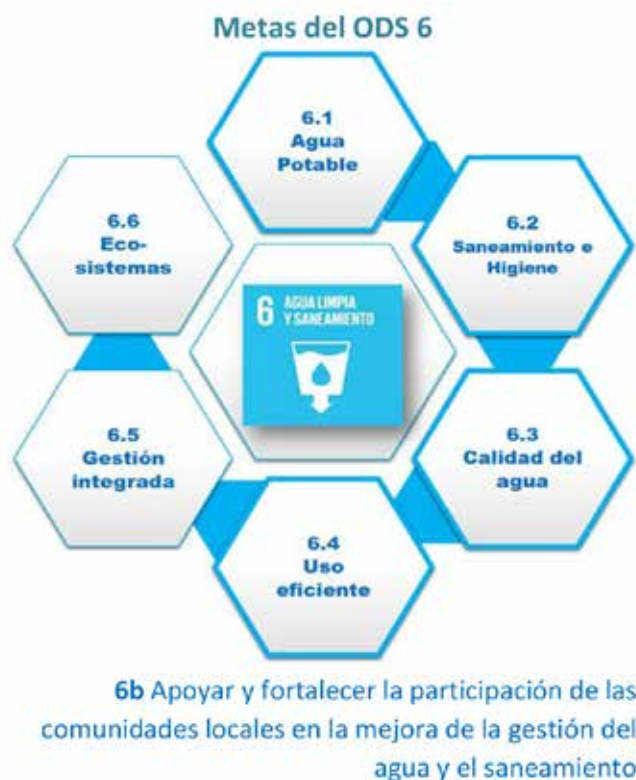 Metas del ODS 6
6.1
Agua
Potable
6.2
Saneamiento e
Higiene
6.3
Calidad del
agua
6.4
Uso
eficiente
6.5
Gestión
integrada
6.6
Eco-
sistemas
6 AGUA LIMPIA
Y SANEAMIENTO
6b Apoyar y fortalecer la participación de las
comunidades locales en la mejora de la gestión del
agua y el saneamiento